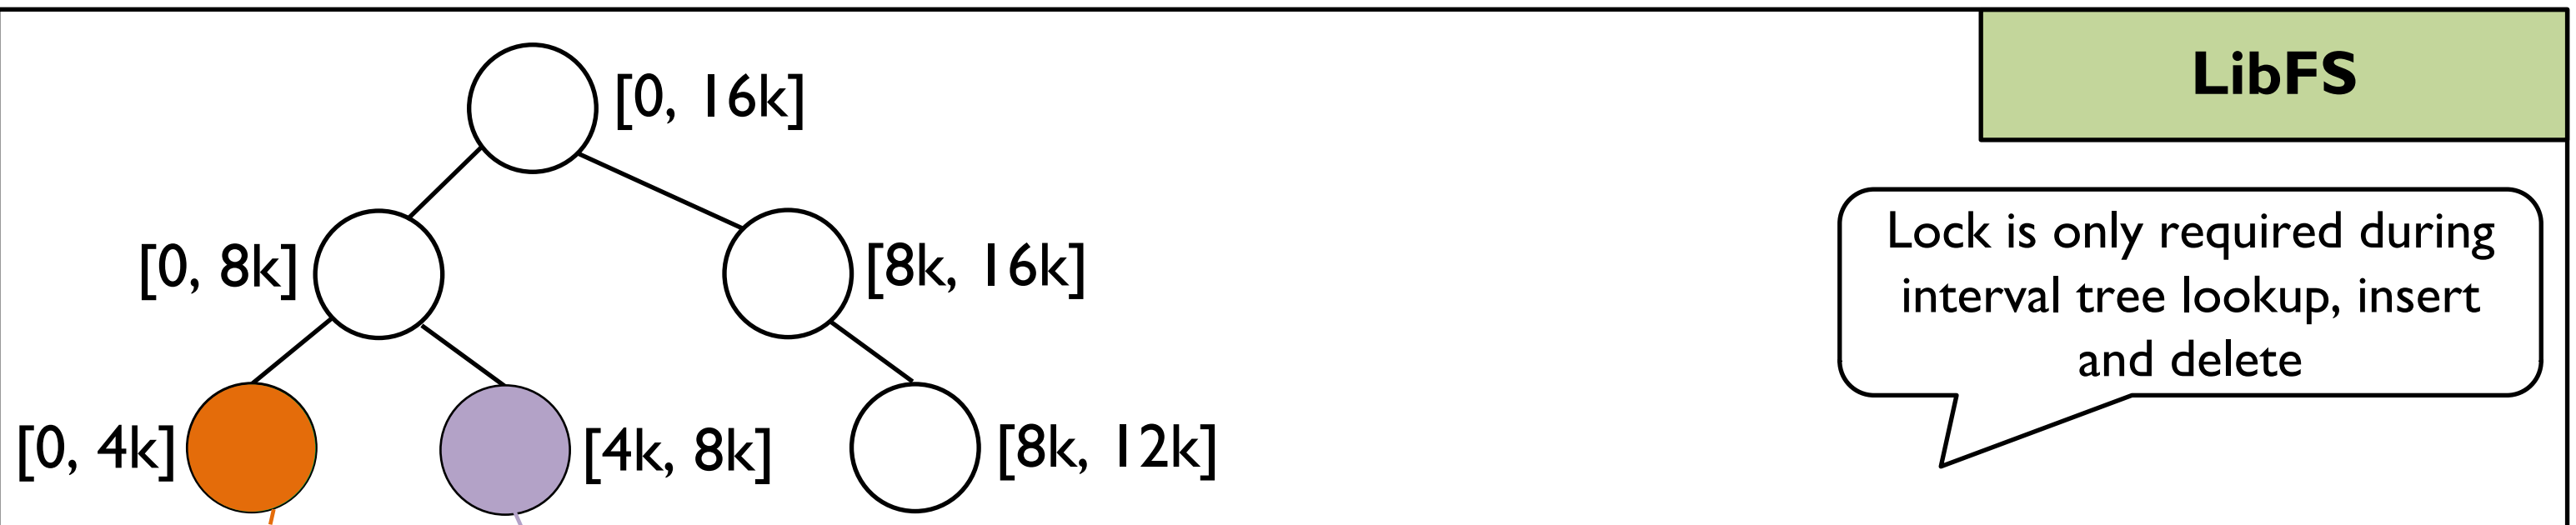 [0, 16k]
LibFS
[0, 8k]
[8k, 16k]
Lock is only required during
interval tree lookup, insert
and delete
[0, 4k]
[4k, 8k]
[8k, 12k]